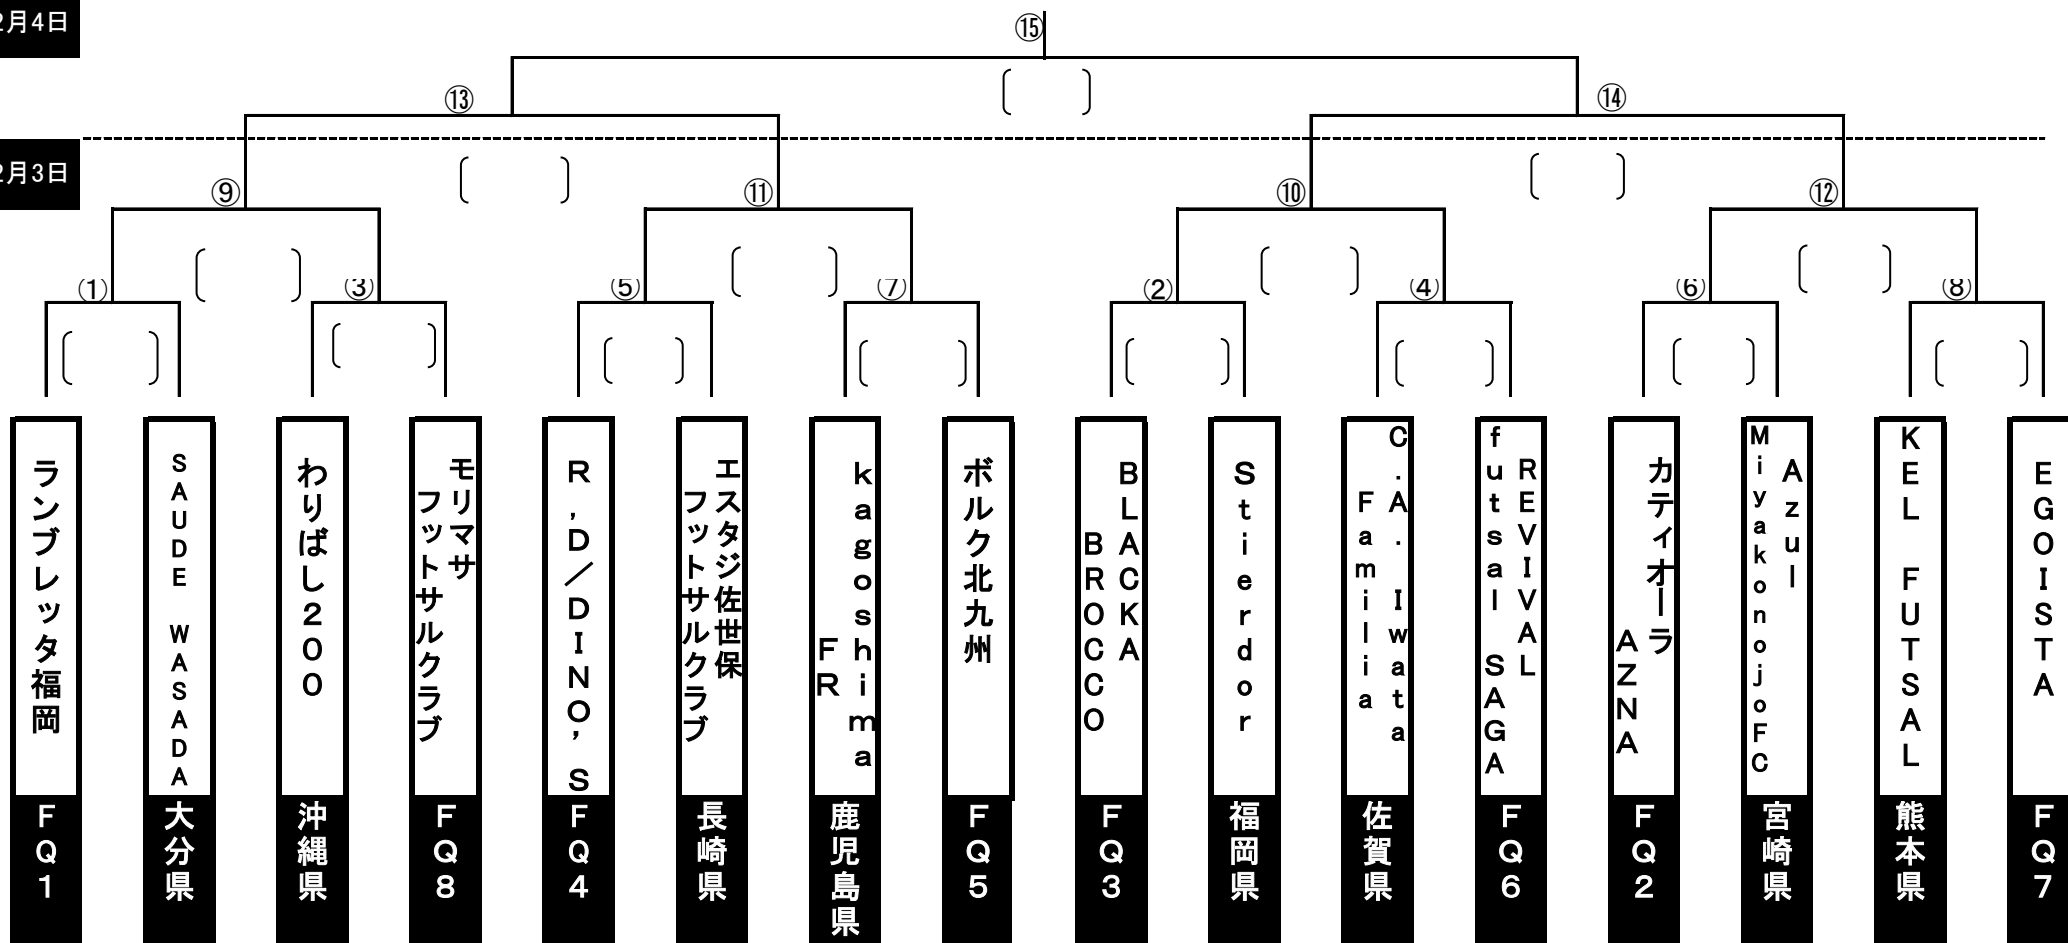 2月4日
⑮
⑬
⑭
2月3日
⑨
⑪
⑩
⑫
①
③
⑤
⑦
②
④
⑥
⑧
ランブレッタ福岡
FQ1
SAUDE WASADA
大分県
わりばし200
沖縄県
モリマサ
フットサルクラブ
FQ8
R,D/DINO’S
FQ4
エスタジ佐世保
フットサルクラブ
長崎県
kagoshima
FR
鹿児島県
ボルク北九州
FQ5
BLACKA
BROCCO
FQ3
Stierdor
福岡県
C.A. Iwata
Familia
佐賀県
REVIVAL
futsal SAGA
FQ6
カティオーラ
AZNA
FQ2
Azul
MiyakonojoFC
宮崎県
KEL FUTSAL
熊本県
EGOISTA
FQ7